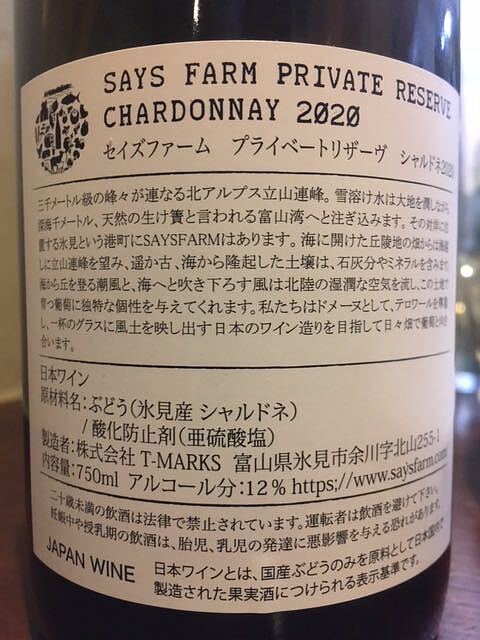 SAYS FARM PRIVATE RESERVE
CHARDONNAY 2020
セイズファーム プライベートリザーヴ シャルドネ2020
三千メートル級の峰々が連なる北アルプス立山連峰。雪溶け水は大地を潤しながら
深海千メートル、天然の生け簀と言われる富山湾へと注ぎ込みます。その対岸に位
置する氷見という港町にSAYSFARMはあります。海に開けた丘陵地の畑からは海越
しに立山連峰を望み、遥か古、海から隆起した土壌は、石灰分やミネラルを含みます。
海から丘を登る潮風と、海へと吹き下ろす風は北陸の湿潤な空気を流し、この土地で
育つ葡萄に独特な個性を与えてくれます。私たちはドメーヌとして、テロワールを尊重
し、一杯のグラスに風土を映し出す日本のワイン造りを目指して日々畑で葡萄と向き
合います。
日本ワイン
原材料名:ぶどう(氷見産 シャルドネ)
/酸化防止剤(亜硫酸塩)
製造者:株式会社 T-MARKS 富山県氷見市余川字北山255-1
内容量:750ml アルコール分:12% https://www.saysfarm.com
二十歳未満の飲酒は法律で禁止されています。運転者は飲酒を避けて下さい。
妊娠中や授乳期の飲酒は、胎児、乳児の発達に悪影響を与える恐れがあります。
JAPAN WINE
日本ワインとは、国産ぶどうのみを原料として日本国内で
製造された果実酒につけられる表示基準です。